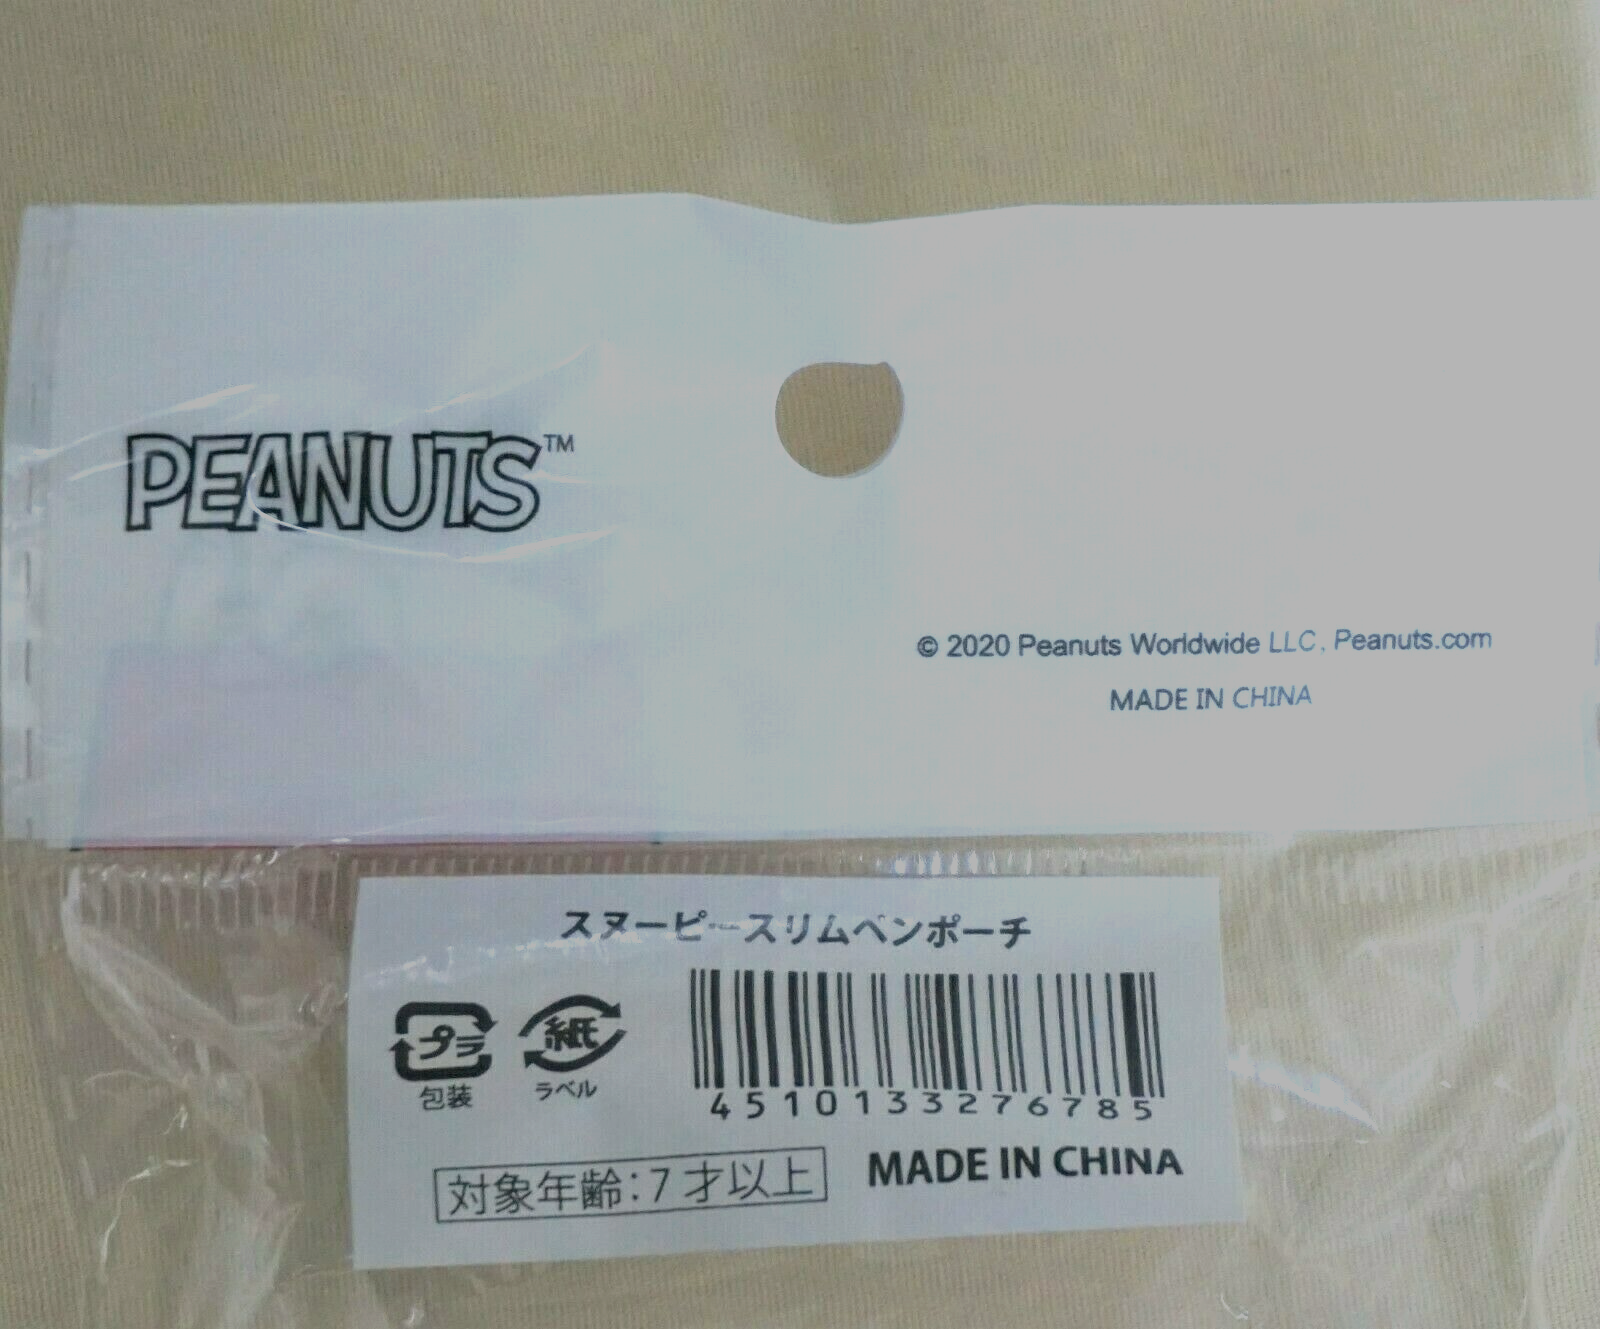 PEANUTS™
© 2020 Peanuts Worldwide LLC, Peanuts.com
MADE IN CHINA
スヌーピースリムペンポーチ
プラ
包装
紙
ラベル
4510133276785
対象年齢:7才以上
MADE IN CHINA